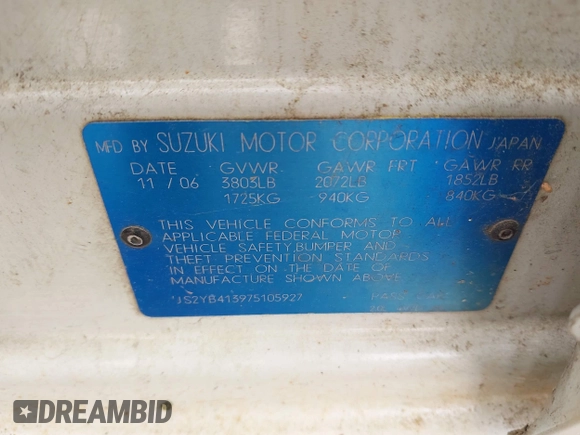 MFD BY SUZUKI MOTOR CORPORATION JAPAN
DATE GVWR GAWR FRT GAWR RR
11 / 06 3803LB 2072LB 1852LB
1725KG 940KG 840KG
THIS VEHICLE CONFORMS TO ALL
APPLICABLE FEDERAL MOTOR
VEHICLE SAFETY,BUMPER AND
THEFT PREVENTION STANDARDS
IN EFFECT ON THE DATE OF
MANUFACTURE SHOWN ABOVE
JS2YB413975105927
DREAMBID